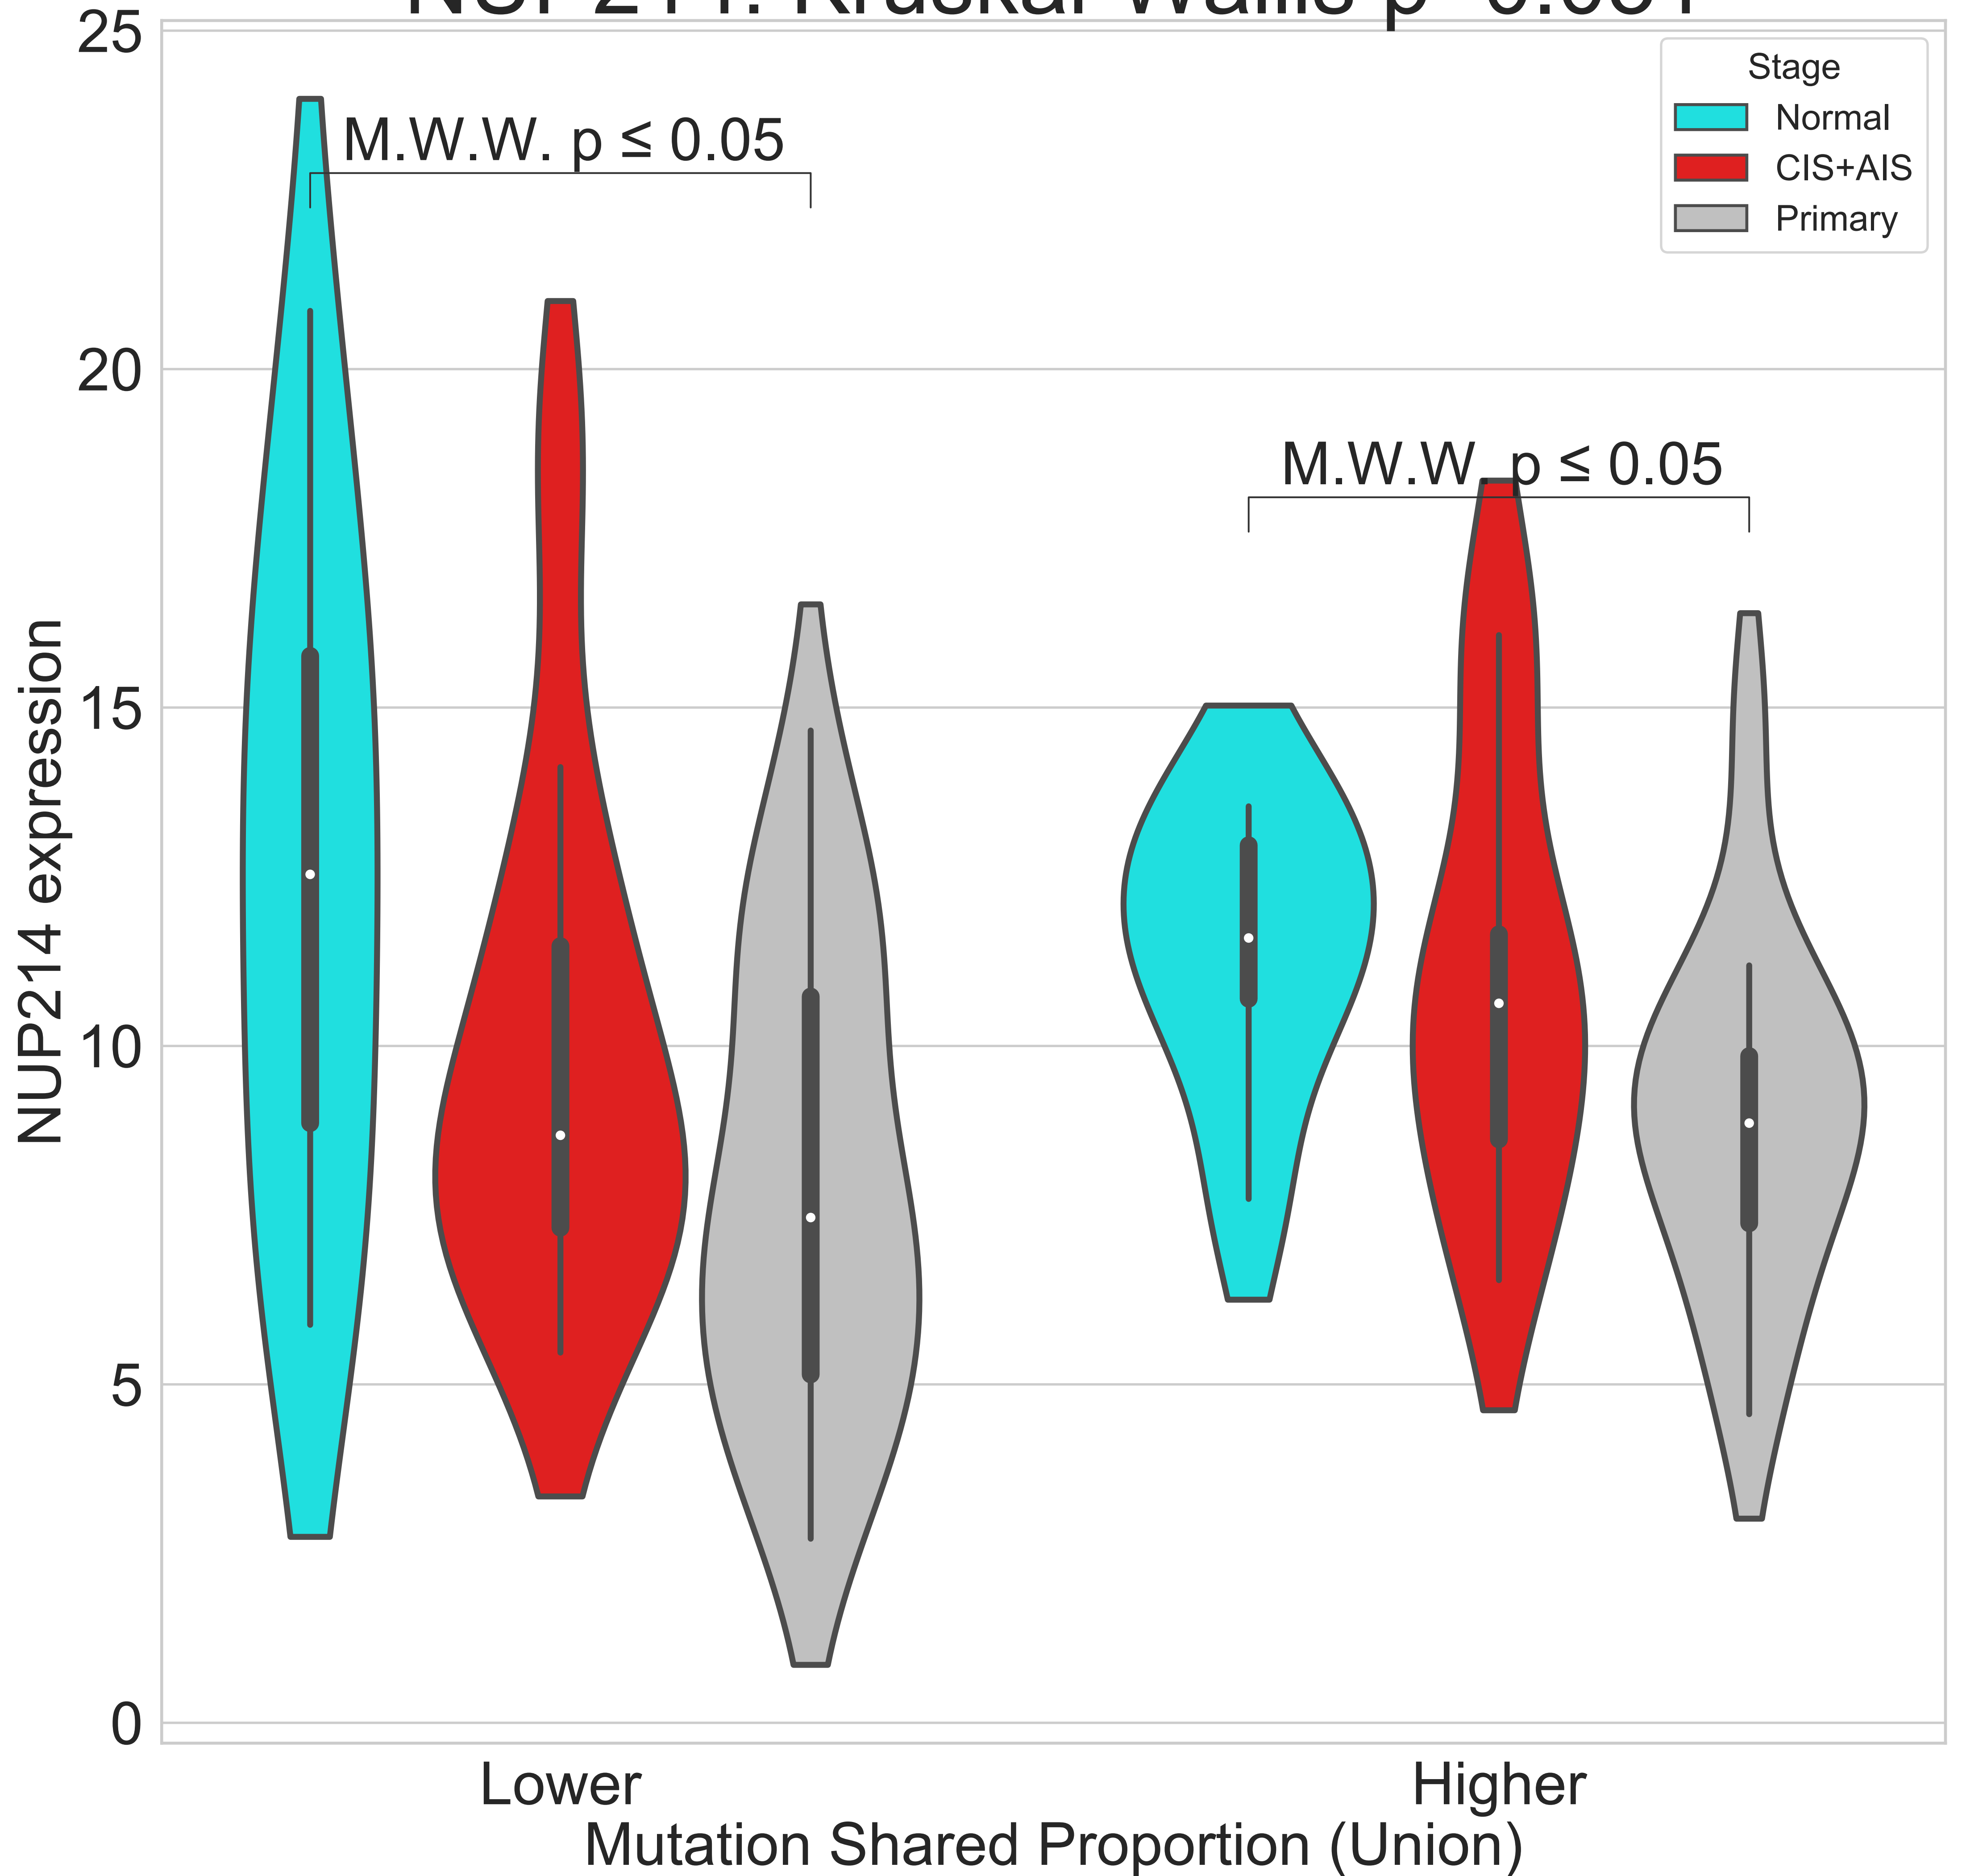 25
20
15
10
5
0
NUP214 expression
M.W.W. p ≤ 0.05
M.W.W. p ≤ 0.05
Stage
Normal
CIS+AIS
Primary
Lower
Higher
Mutation Shared Proportion (Union)